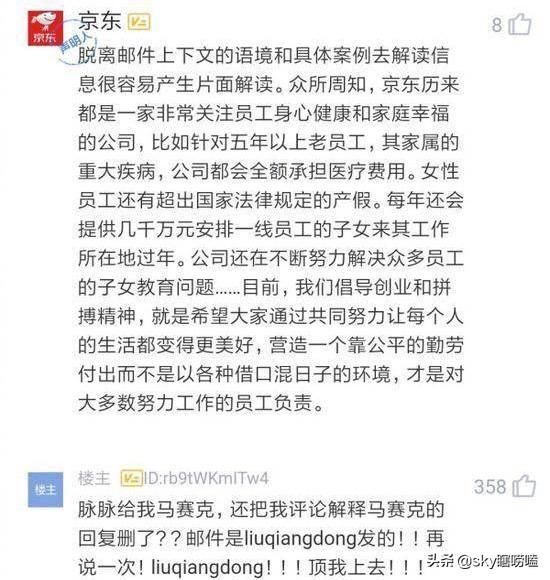 京东
8
京东
声明人
脱离邮件上下文的语境和具体案例去解读信
息很容易产生片面解读。众所周知，京东历来
都是一家非常关注员工身心健康和家庭幸福
的公司，比如针对五年以上老员工，其家属的
重大疾病，公司都会全额承担医疗费用。女性
员工还有超出国家法律规定的产假。每年还会
提供几千万元安排一线员工的子女来其工作
所在地过年。公司还在不断努力解决众多员工
的子女教育问题……目前，我们倡导创业和拼
搏精神，就是希望大家通过共同努力让每个人
的生活都变得更美好，营造一个靠公平的勤劳
付出而不是以各种借口混日子的环境，才是对
大多数努力工作的员工负责。
楼主
楼主 ID:rb9tWKmITw4
358
脉脉给我马赛克，还把我评论解释马赛克的
回复删了？？邮件是liuqiangdong发的！！再
说一次！liuqiangdong！！！顶我上去！！！
头条 @sky瞎唠嗑